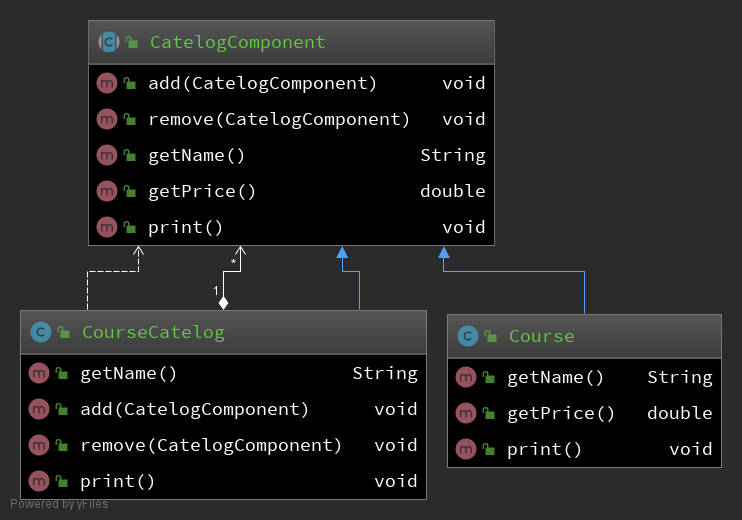 CatelogComponent
add(CatelogComponent) void
remove(CatelogComponent) void
getName() String
getPrice() double
print() void
*
1
CourseCatelog
getName() String
add(CatelogComponent) void
remove(CatelogComponent) void
print() void
Course
getName() String
getPrice() double
print() void
Powered by yFiles